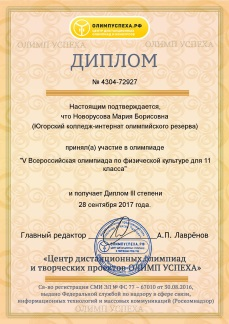 ОЛИМПУСПЕХА.РФ
ОЛИМП УСПЕХА
ДИПЛОМ
№ 4304-72927
Настоящим подтверждается,
что Новорусова Мария Борисовна
(Югорский колледж-интернат олимпийского резерва)
принял(а) участие в олимпиаде
"V Всероссийская олимпиада по физической культуре для 11
класса"
и получает Диплом III степени
28 сентября 2017 года.
Главный редактор А.П. Лаврёнов
«Центр дистанционных олимпиад
и творческих проектов ОЛИМП УСПЕХА»
Св-во регистрации СМИ ЭЛ № ФС 77 – 67010 от 30.08.2016,
выдано Федеральной службой по надзору в сфере связи,
информационных технологий и массовых коммуникаций (Роскомнадзор)